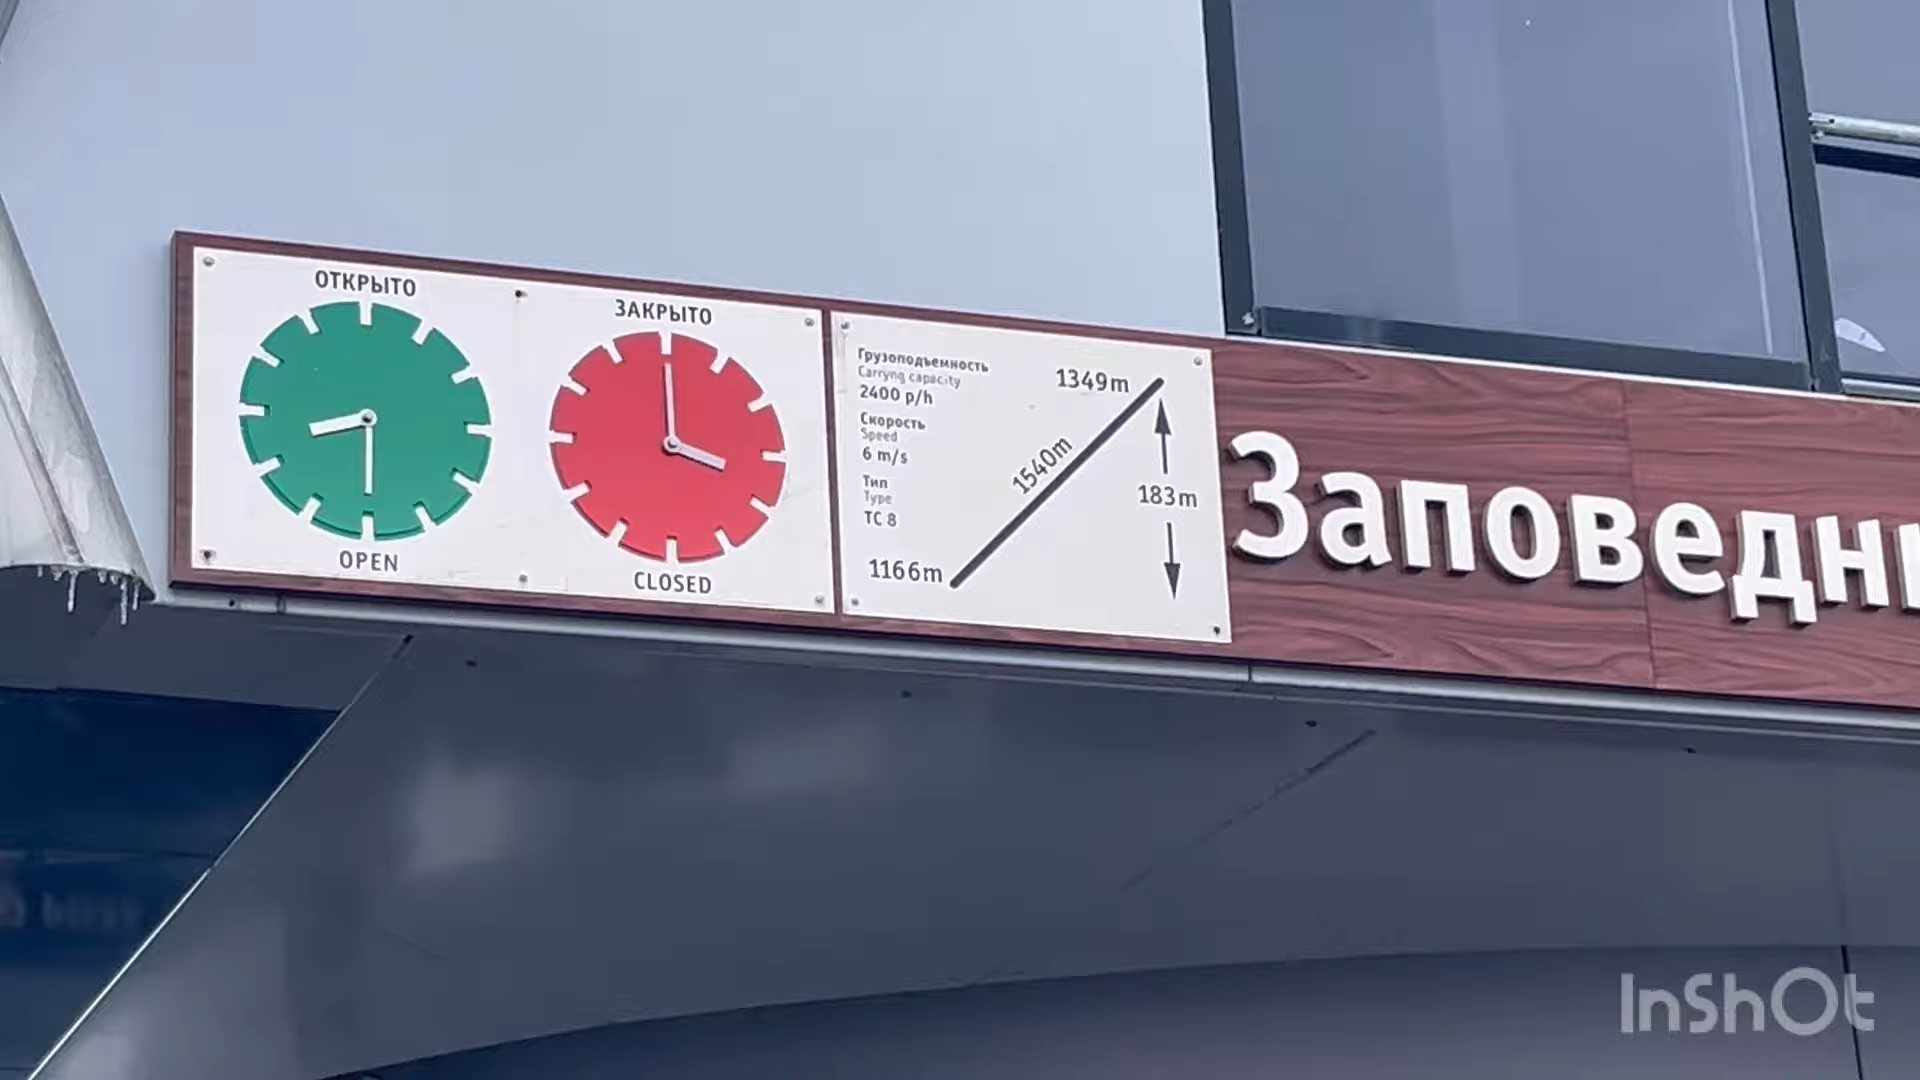 ОТКРЫТО
OPEN
ЗАКРЫТО
CLOSED
Грузоподъемность
Carryng capacity
2400 p/h
Скорость
Speed
6 m/s
Тип
Type
TC 8
1349m
1540m
183m
1166m
InShOt